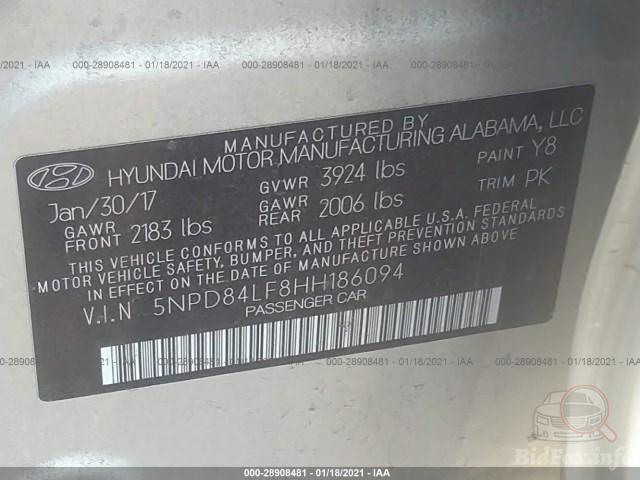 1/2021 - IAA 000-28908481 - 01/18/2021 - IAA 000-28908481 - 01/18/2021 - IAA 000-28908481 -
MANUFACTURED BY
HYUNDAI MOTOR MANUFACTURING ALABAMA, LLC
Jan/30/17 GVWR 3924 lbs PAINT Y8
GAWR FRONT 2183 lbs GAWR REAR 2006 lbs TRIM PK
THIS VEHICLE CONFORMS TO ALL APPLICABLE U.S.A. FEDERAL
MOTOR VEHICLE SAFETY, BUMPER, AND THEFT PREVENTION STANDARDS
IN EFFECT ON THE DATE OF MANUFACTURE SHOWN ABOVE
V.I.N 5NPD84LF8HH186094
PASSENGER CAR
1/2021 - IAA 000-28908481 - 01/18/2021 - IAA 000-28908481 - 01/18/2021 - IAA 000-28908481 -
BidFax.info
000-28908481 - 01/18/2021 - IAA